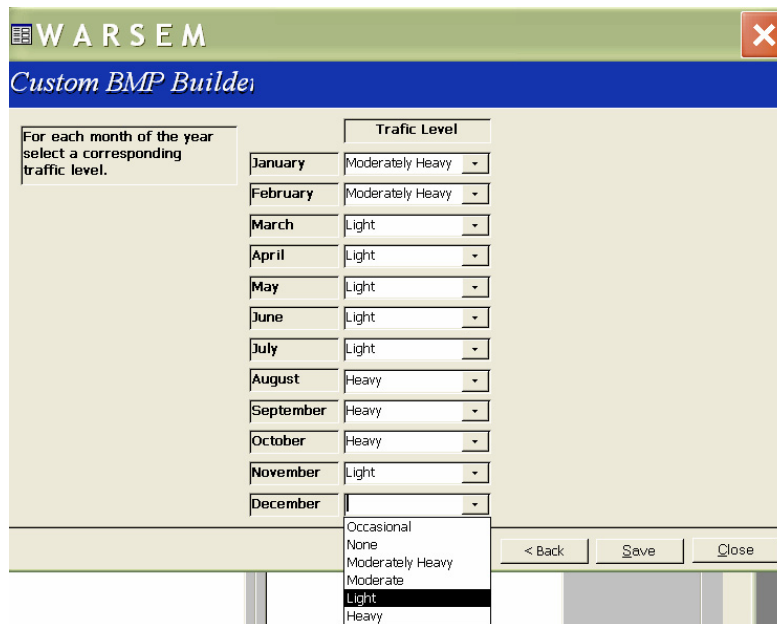 WARSEM
Custom BMP Builder
For each month of the year
select a corresponding
traffic level.
Trafic Level
January Moderately Heavy
February Moderately Heavy
March Light
April Light
May Light
June Light
July Light
August Heavy
September Heavy
October Heavy
November Light
December
Occasional
None
Moderately Heavy
Moderate
Light
Heavy
< Back Save Close